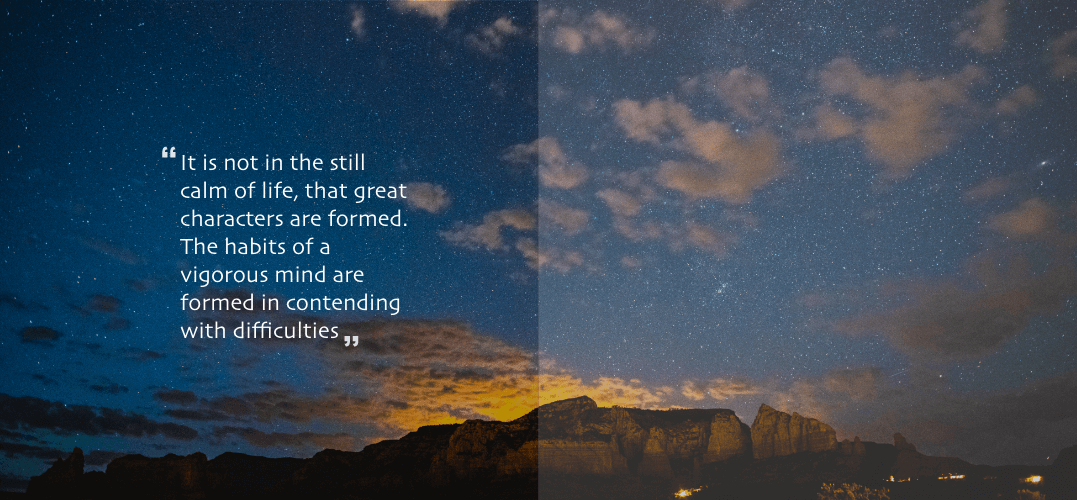 “ It is not in the still
calm of life, that great
characters are formed.
The habits of a
vigorous mind are
formed in contending
with difficulties ”